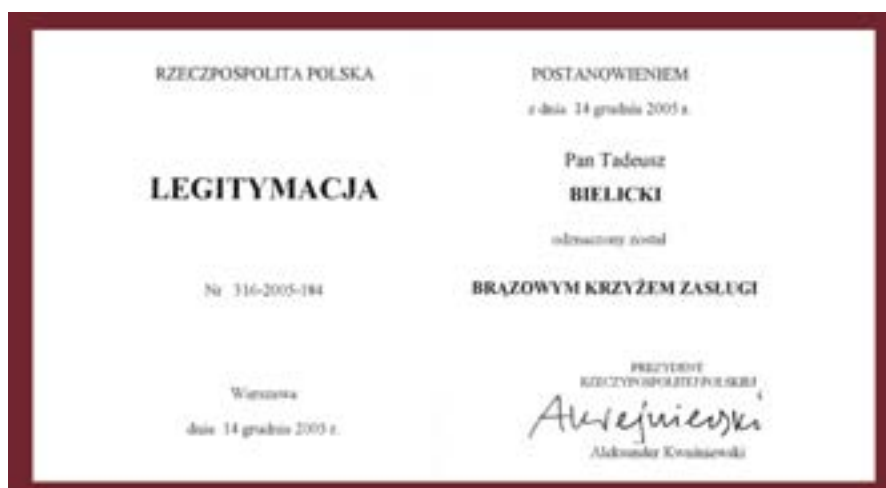 RZECZPOSPOLITA POLSKA
LEGITYMACJA
Nr 316-2005-184
Warszawa
dnia 14 grudnia 2005 r.
POSTANOWIENIEM
z dnia 14 grudnia 2005 r.
Pan Tadeusz
BIELICKI
odznaczony został
BRĄZOWYM KRZYŻEM ZASŁUGI
PREZYDENT
RZECZYPOSPOLITEJ POLSKIEJ
Aleksander Kwaśniewski